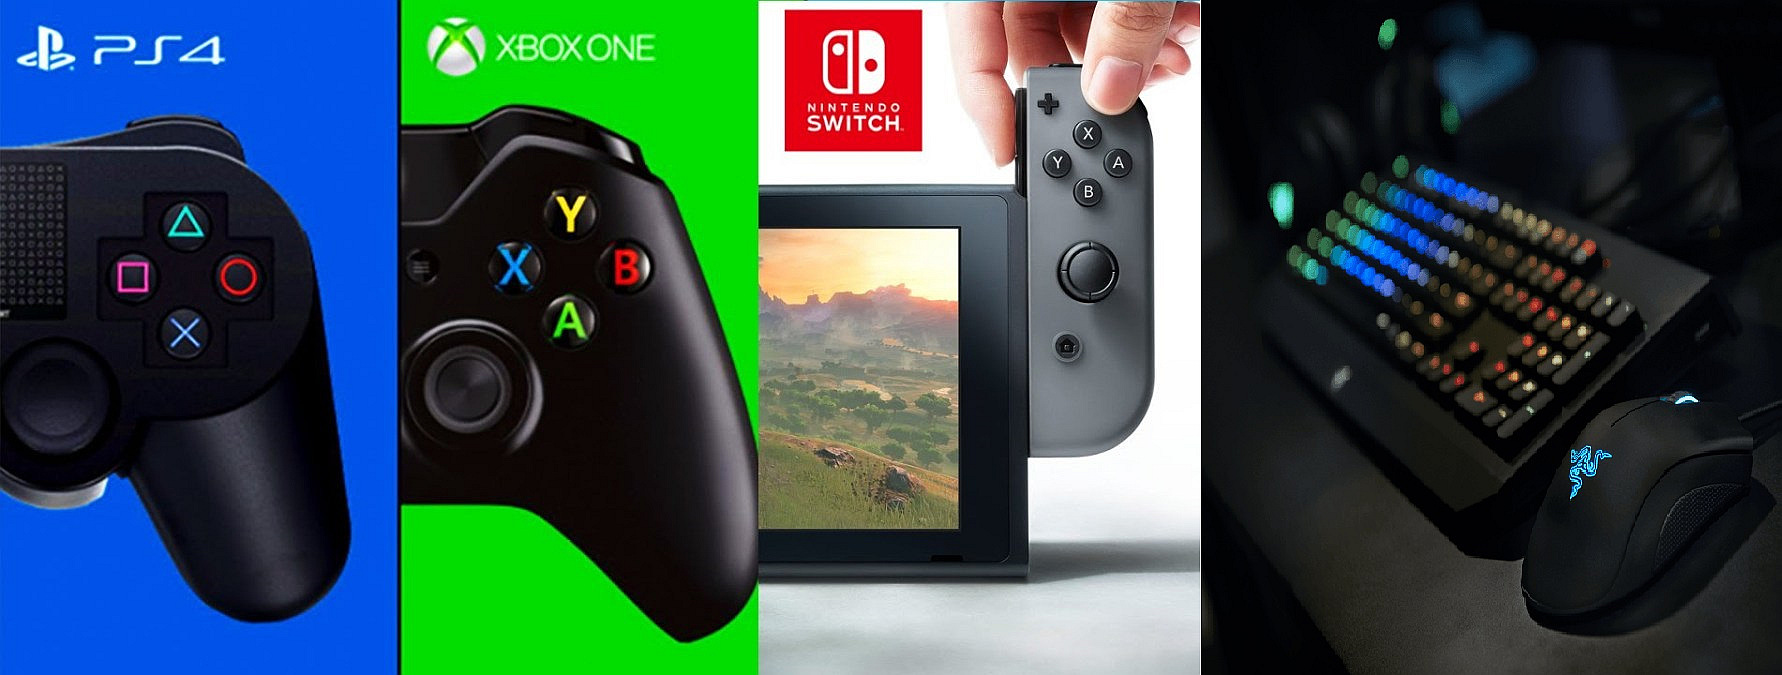 PS4
XBOX ONE
NINTENDO
SWITCH
Y
X
B
A
X
Y
A
B